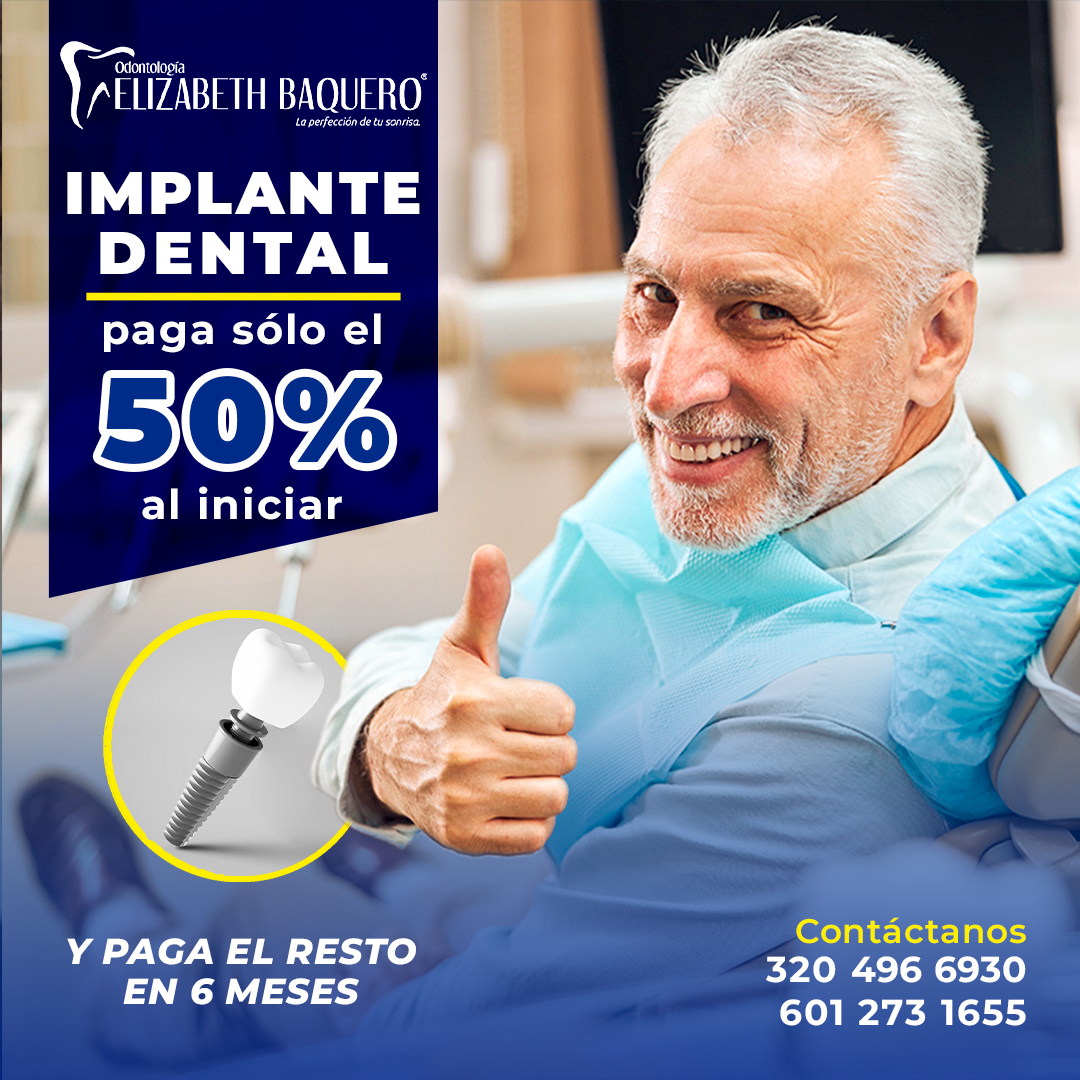 Odontología
ELIZABETH BAQUERO
La perfección de tu sonrisa.
IMPLANTE
DENTAL
paga sólo el
50%
al iniciar
Y PAGA EL RESTO
EN 6 MESES
Contáctanos
320 496 6930
601 273 1655